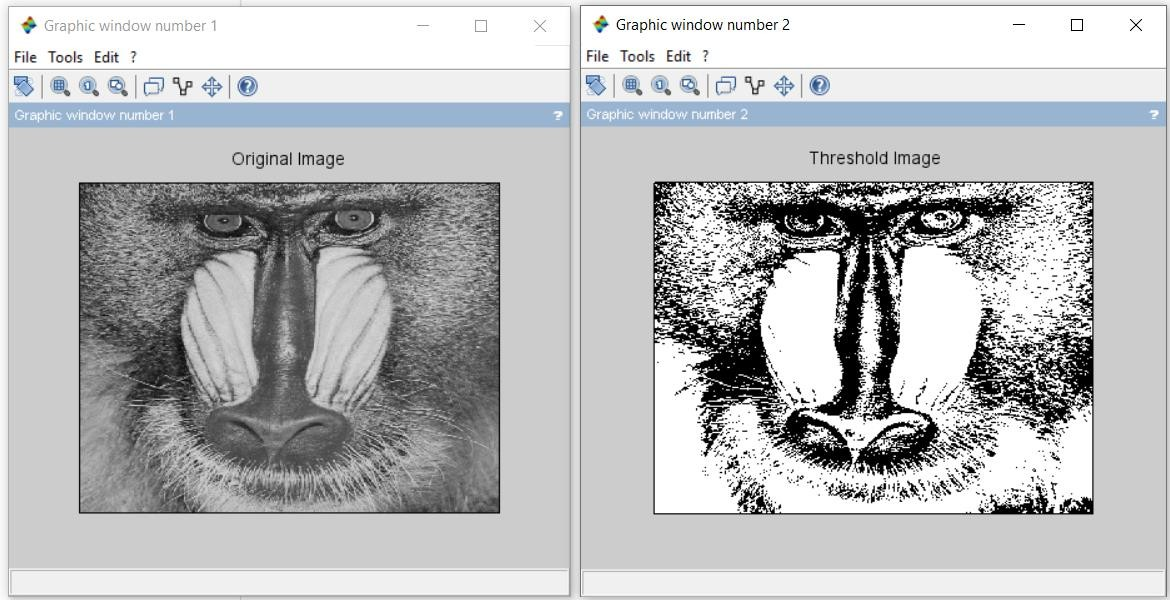 Graphic window number 1
File Tools Edit ?
Graphic window number 1 ?
Original Image
Graphic window number 2
File Tools Edit ?
Graphic window number 2 ?
Threshold Image